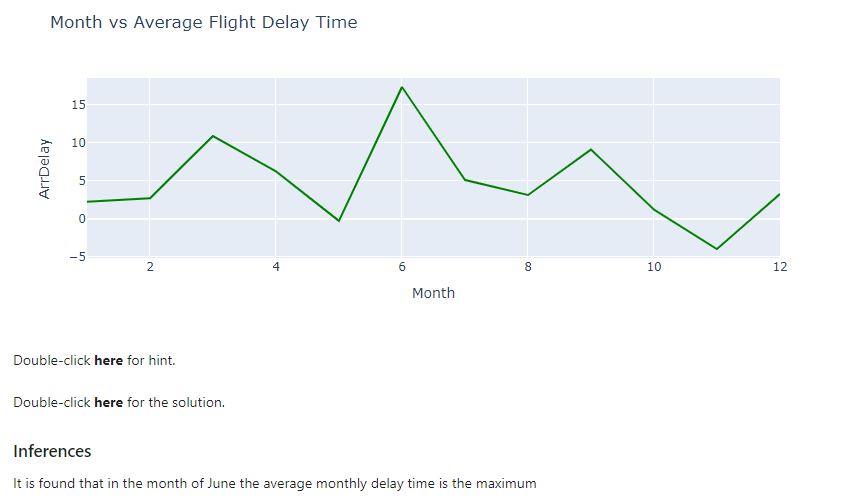 Month vs Average Flight Delay Time
15
10
5
0
−5
ArrDelay
2 4 6 8 10 12
Month
Double-click here for hint.
Double-click here for the solution.
Inferences
It is found that in the month of June the average monthly delay time is the maximum